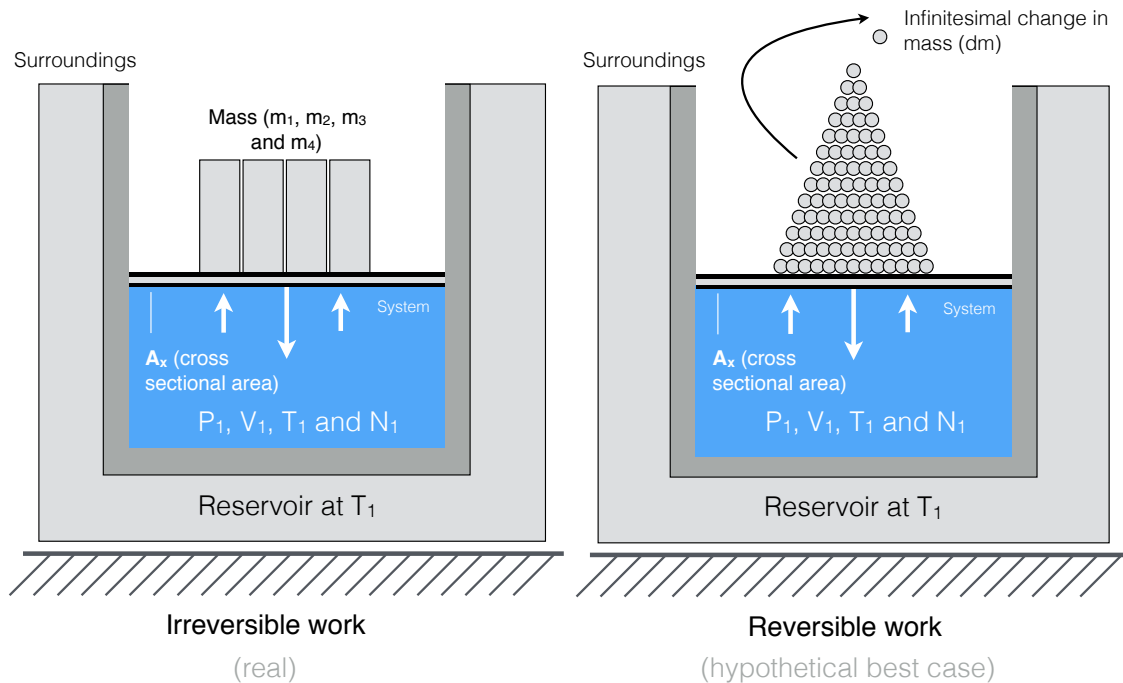 Surroundings
Mass (m₁, m₂, m₃
and m₄)
System
Aₓ (cross
sectional area)
P₁, V₁, T₁ and N₁
Reservoir at T₁
Irreversible work
(real)
Infinitesimal change in
mass (dm)
Surroundings
System
Aₓ (cross
sectional area)
P₁, V₁, T₁ and N₁
Reservoir at T₁
Reversible work
(hypothetical best case)